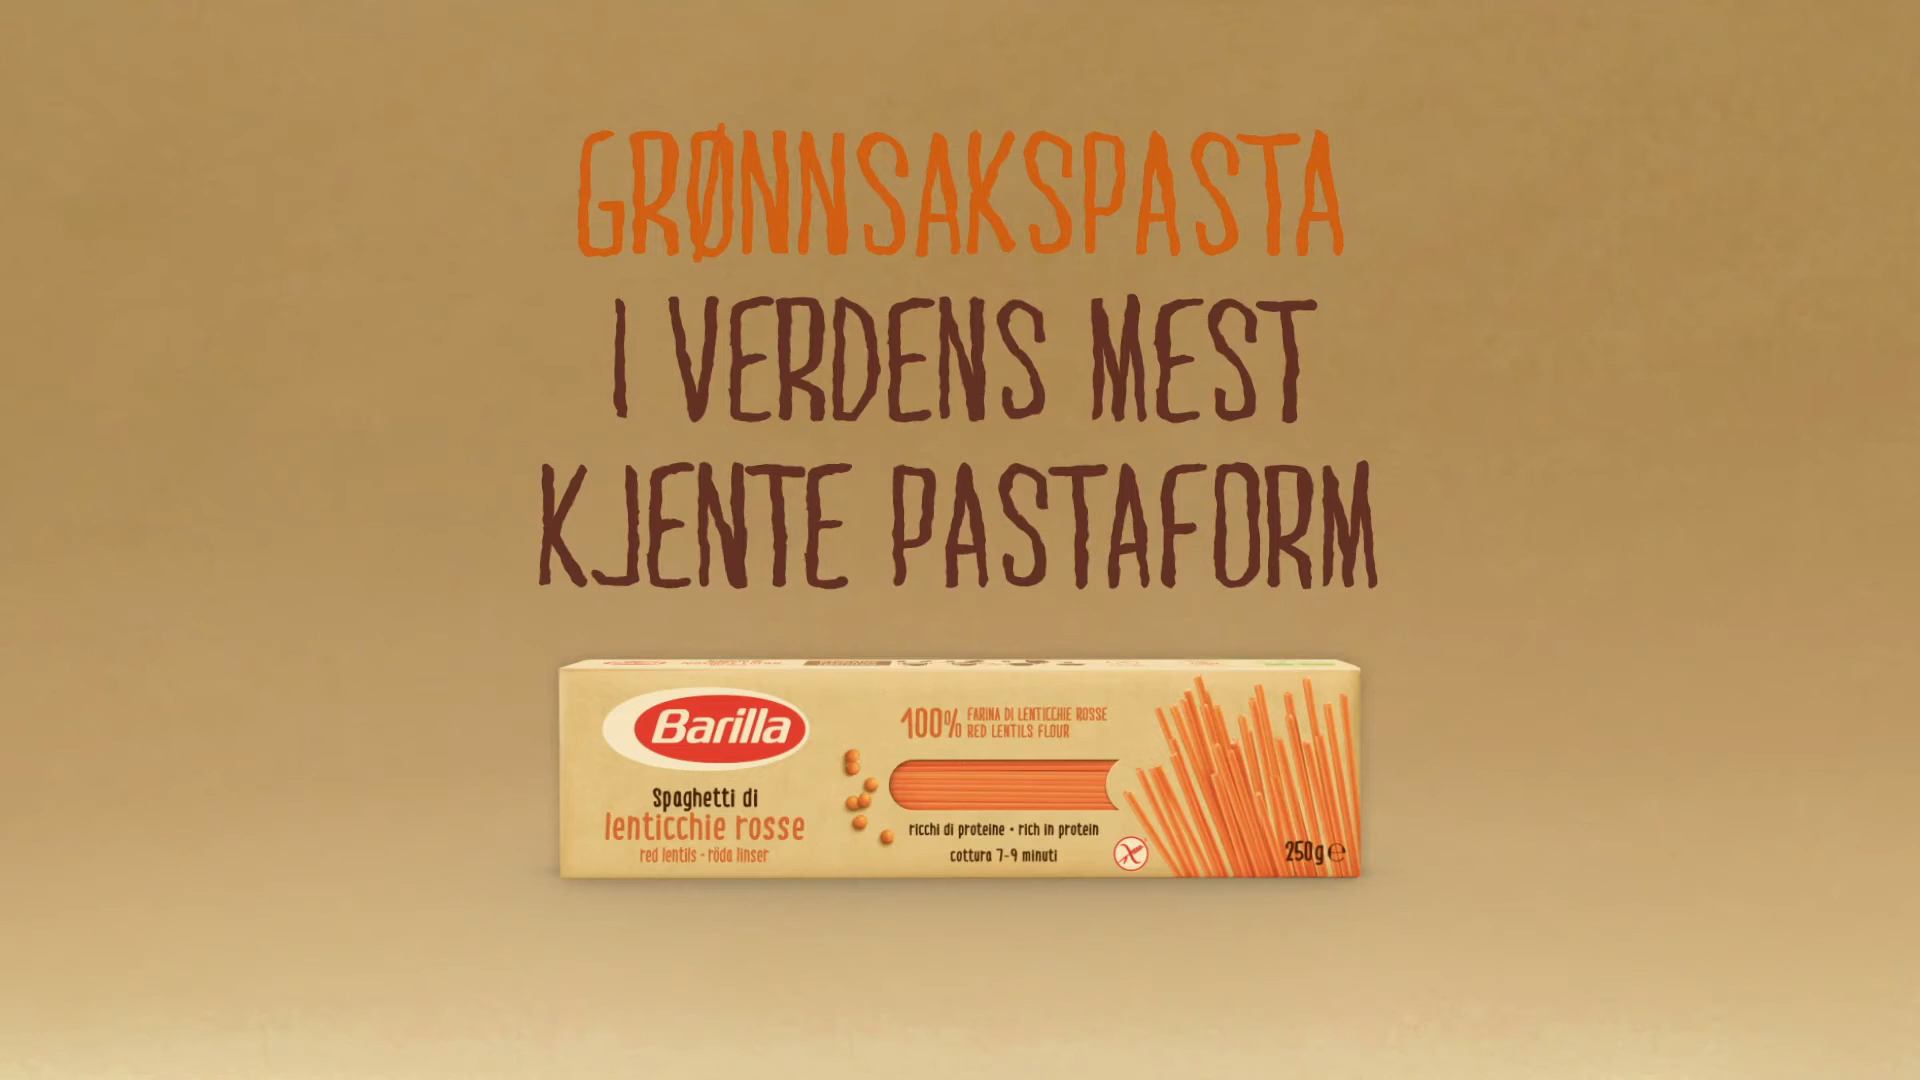 GRØNNSAKSPASTA
I VERDENS MEST
KJENTE PASTAFORM
Barilla
Spaghetti di
lenticchie rosse
red lentils - röda linser
100% FARINA DI LENTICCHIE ROSSE
RED LENTILS FLOUR
ricchi di proteine • rich in protein
cottura 7-9 minuti
250g e